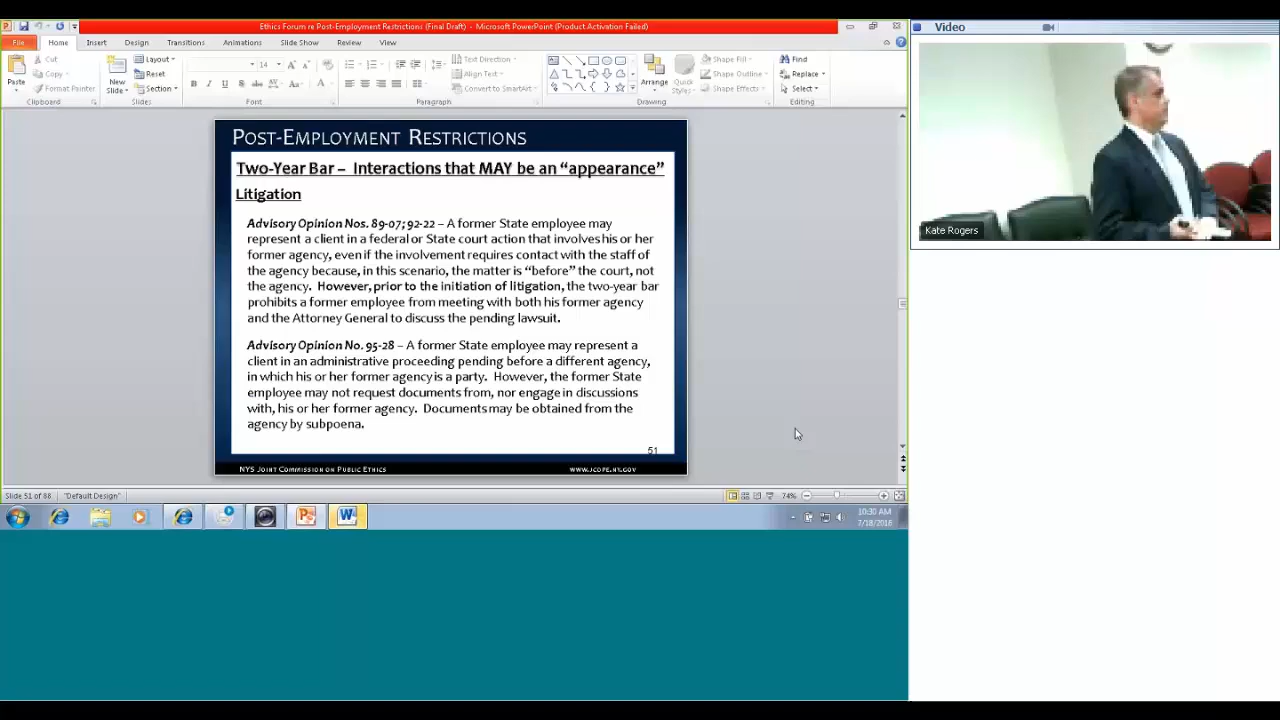 Ethics Forum re Post-Employment Restrictions (Final Draft) - Microsoft PowerPoint (Product Activation Failed)
Video
File Home Insert Design Transitions Animations Slide Show Review View
Paste
Cut
Copy
Format Painter
Clipboard
New Slide
Layout
Reset
Section
Slides
14
Font
Text Direction
Align Text
Convert to SmartArt
Paragraph
Arrange
Quick Styles
Shape Fill
Shape Outline
Shape Effects
Drawing
Find
Replace
Select
Editing
Post-Employment Restrictions
Two-Year Bar – Interactions that MAY be an “appearance”
Litigation
Advisory Opinion Nos. 89-07; 92-22 – A former State employee may
represent a client in a federal or State court action that involves his or her
former agency, even if the involvement requires contact with the staff of
the agency because, in this scenario, the matter is “before” the court, not
the agency. However, prior to the initiation of litigation, the two-year bar
prohibits a former employee from meeting with both his former agency
and the Attorney General to discuss the pending lawsuit.
Advisory Opinion No. 95-28 – A former State employee may represent a
client in an administrative proceeding pending before a different agency,
in which his or her former agency is a party. However, the former State
employee may not request documents from, nor engage in discussions
with, his or her former agency. Documents may be obtained from the
agency by subpoena.
51
NYS Joint Commission on Public Ethics www.jcope.ny.gov
Kate Rogers
Slide 51 of 88 "Default Design" 74%
10:30 AM
7/18/2016